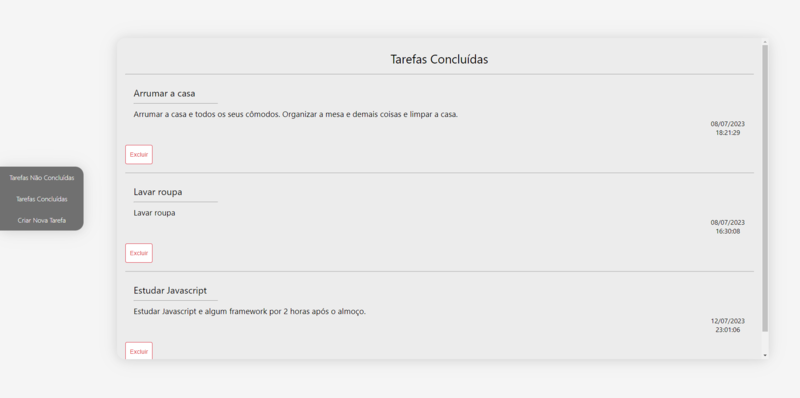 Tarefas Concluídas
Arrumar a casa
Arrumar a casa e todos os seus cômodos. Organizar a mesa e demais coisas e limpar a casa.
08/07/2023
18:21:29
Excluir
Tarefas Não Concluídas
Tarefas Concluídas
Criar Nova Tarefa
Lavar roupa
Lavar roupa
08/07/2023
16:30:08
Excluir
Estudar Javascript
Estudar Javascript e algum framework por 2 horas após o almoço.
12/07/2023
23:01:06
Excluir